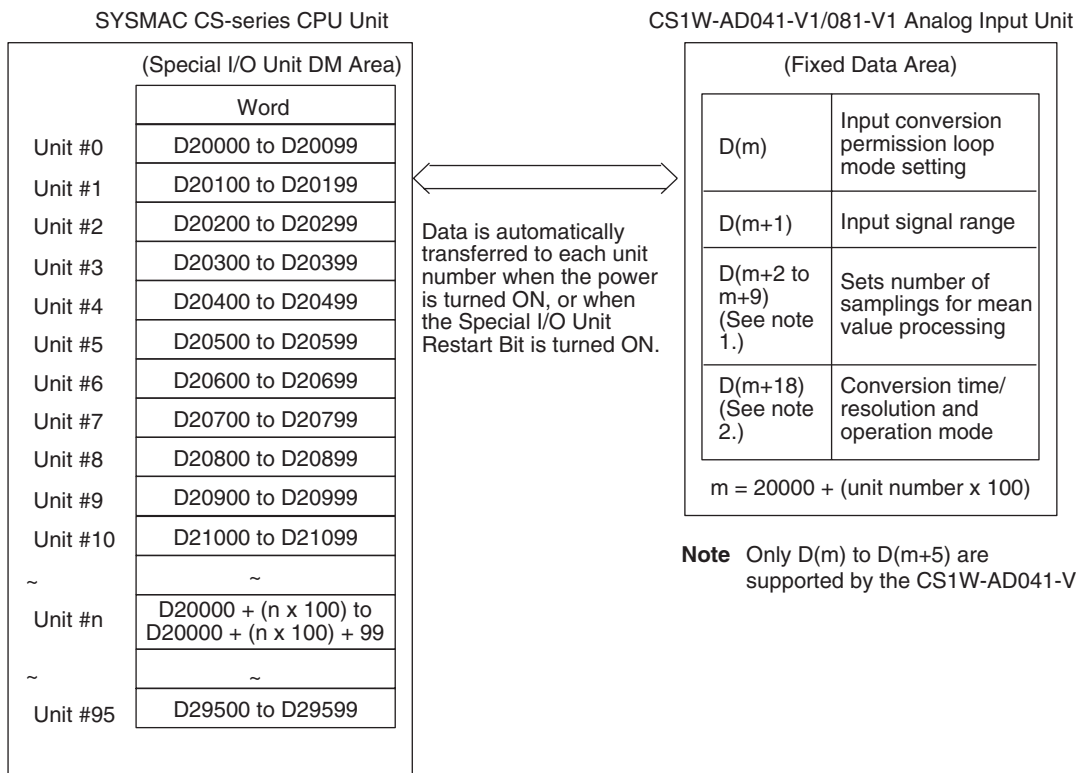 SYSMAC CS-series CPU Unit
(Special I/O Unit DM Area)
Word
Unit #0 D20000 to D20099
Unit #1 D20100 to D20199
Unit #2 D20200 to D20299
Unit #3 D20300 to D20399
Unit #4 D20400 to D20499
Unit #5 D20500 to D20599
Unit #6 D20600 to D20699
Unit #7 D20700 to D20799
Unit #8 D20800 to D20899
Unit #9 D20900 to D20999
Unit #10 D21000 to D21099
~ ~
Unit #n D20000 + (n x 100) to
D20000 + (n x 100) + 99
~ ~
Unit #95 D29500 to D29599
Data is automatically
transferred to each unit
number when the power
is turned ON, or when
the Special I/O Unit
Restart Bit is turned ON.
CS1W-AD041-V1/081-V1 Analog Input Unit
(Fixed Data Area)
D(m)
Input conversion
permission loop
mode setting
D(m+1) Input signal range
D(m+2 to
m+9)
(See note
1.)
Sets number of
samplings for mean
value processing
D(m+18)
(See note
2.)
Conversion time/
resolution and
operation mode
m = 20000 + (unit number x 100)
Note Only D(m) to D(m+5) are
supported by the CS1W-AD041-V